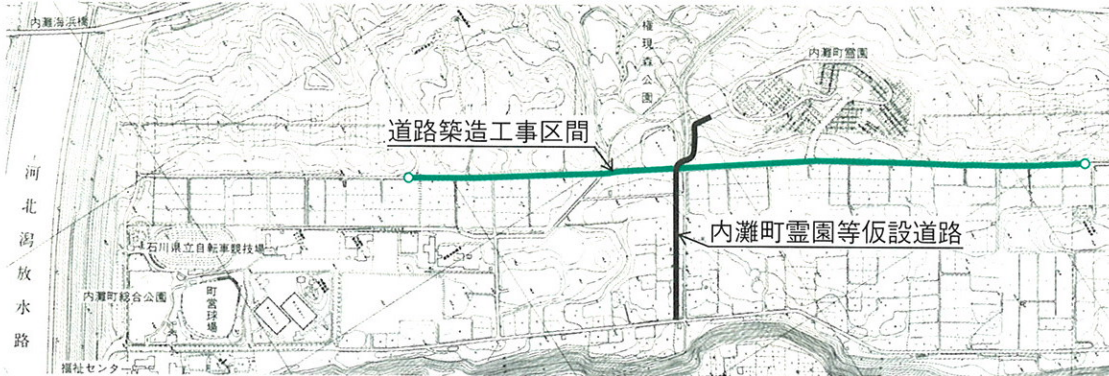 内灘海浜橋
権現森公園
内灘町霊園
道路築造工事区間
河北潟放水路
内灘町霊園等仮設道路
石川県立自転車競技場
内灘町総合公園
町営球場
福祉センター